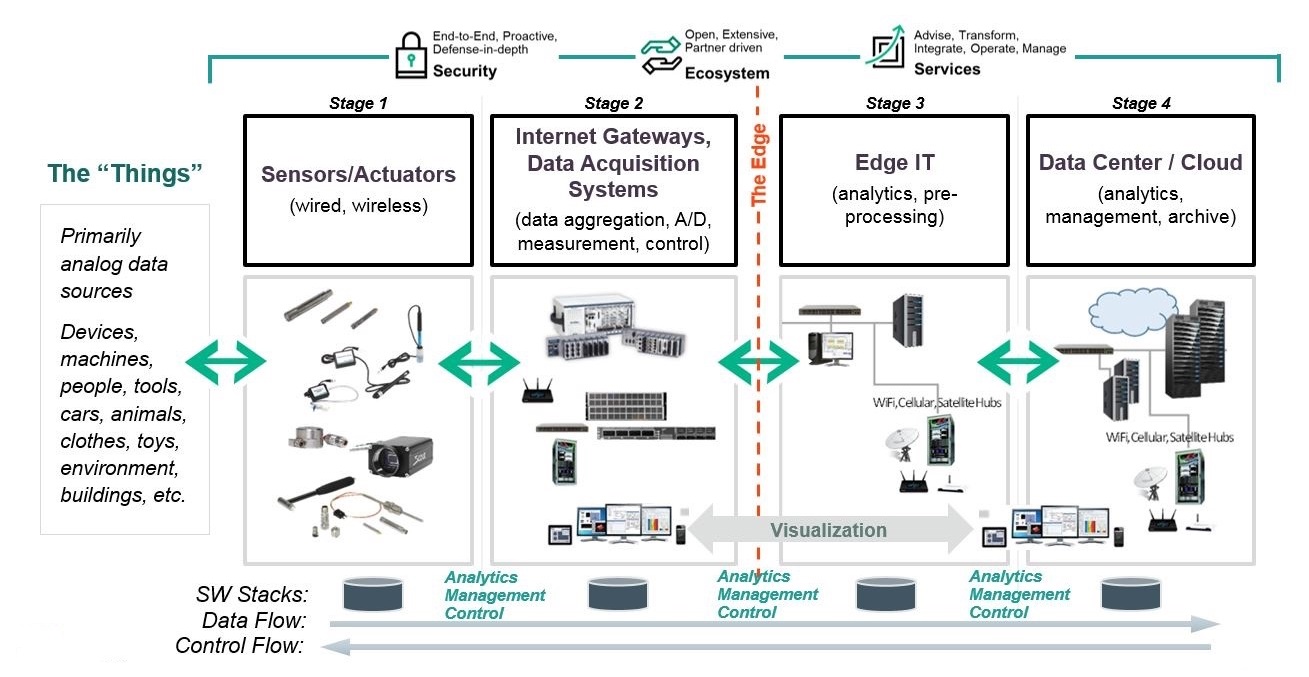 End-to-End, Proactive,
Defense-in-depth
Security
Open, Extensive,
Partner driven
Ecosystem
Advise, Transform,
Integrate, Operate, Manage
Services
Stage 1
Stage 2
Stage 3
Stage 4
The Edge
The “Things”
Primarily
analog data
sources
Devices,
machines,
people, tools,
cars, animals,
clothes, toys,
environment,
buildings, etc.
Sensors/Actuators
(wired, wireless)
Internet Gateways,
Data Acquisition
Systems
(data aggregation, A/D,
measurement, control)
Edge IT
(analytics, pre-
processing)
Data Center / Cloud
(analytics,
management, archive)
WiFi, Cellular, Satellite Hubs
WiFi, Cellular, Satellite Hubs
Visualization
SW Stacks:
Analytics
Management
Control
Analytics
Management
Control
Analytics
Management
Control
Data Flow:
Control Flow: